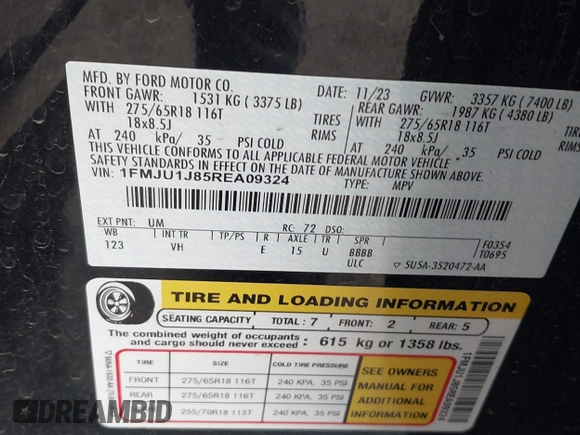 MFD. BY FORD MOTOR CO.
DATE: 11/23 GVWR: 3357 KG ( 7400 LB)
FRONT GAWR: 1531 KG ( 3375 LB) REAR GAWR: 1987 KG ( 4380 LB)
WITH 275/65R18 116T TIRES WITH 275/65R18 116T TIRES
18x8.5J RIMS 18x8.5J RIMS
AT 240 kPa/ 35 PSI COLD AT 240 kPa/ 35 PSI COLD
THIS VEHICLE CONFORMS TO ALL APPLICABLE FEDERAL MOTOR VEHICLE
SAFETY STANDARDS IN EFFECT ON THE DATE OF MANUFACTURE SHOWN ABOVE.
VIN: 1FMJU1J85REA09324 TYPE: MPV
EXT PNT: UM RC: 72 DSO:
WB VH TP/PS R AXLE TR SPR F0354
123 E 15 U BBBB T0695
ULC 5U5A-3520472-AA
TIRE AND LOADING INFORMATION
SEATING CAPACITY TOTAL : 7 FRONT: 2 REAR: 5
The combined weight of occupants
and cargo should never exceed: 615 kg or 1358 lbs.
TIRE SIZE COLD TIRE PRESSURE
FRONT 275/65R18 116T 240 KPA, 35 PSI
REAR 275/65R18 116T 240 KPA, 35 PSI
255/70R18 113T 240 KPA, 35 PSI
SEE OWNERS
MANUAL FOR
ADDITIONAL
INFORMATION
1FMJU1J85REA09324
DREAMBID